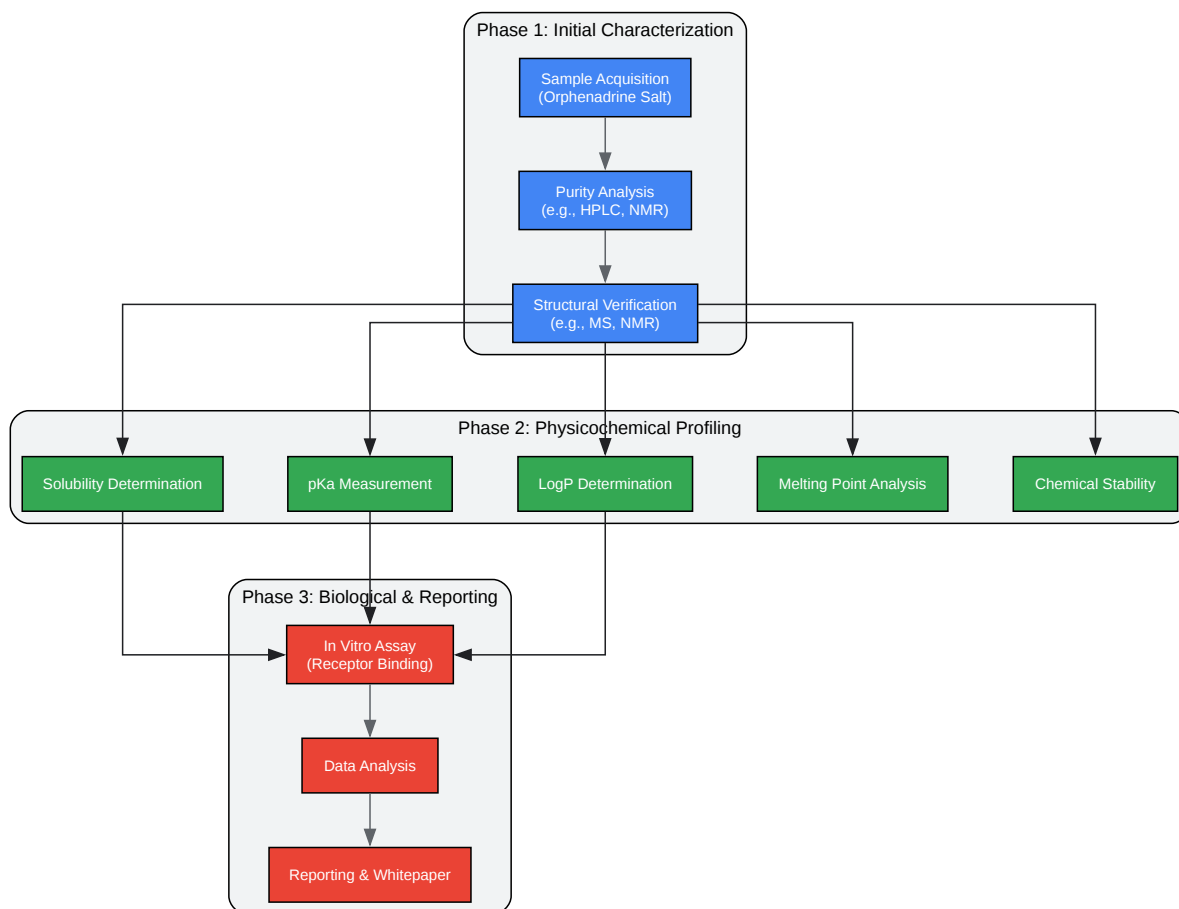 Phase 1: Initial Characterization
Sample Acquisition
(Orphenadrine Salt)
Purity Analysis
(e.g., HPLC, NMR)
Structural Verification
(e.g., MS, NMR)
Phase 2: Physicochemical Profiling
Solubility Determination
pKa Measurement
LogP Determination
Melting Point Analysis
Chemical Stability
Phase 3: Biological & Reporting
In Vitro Assay
(Receptor Binding)
Data Analysis
Reporting & Whitepaper